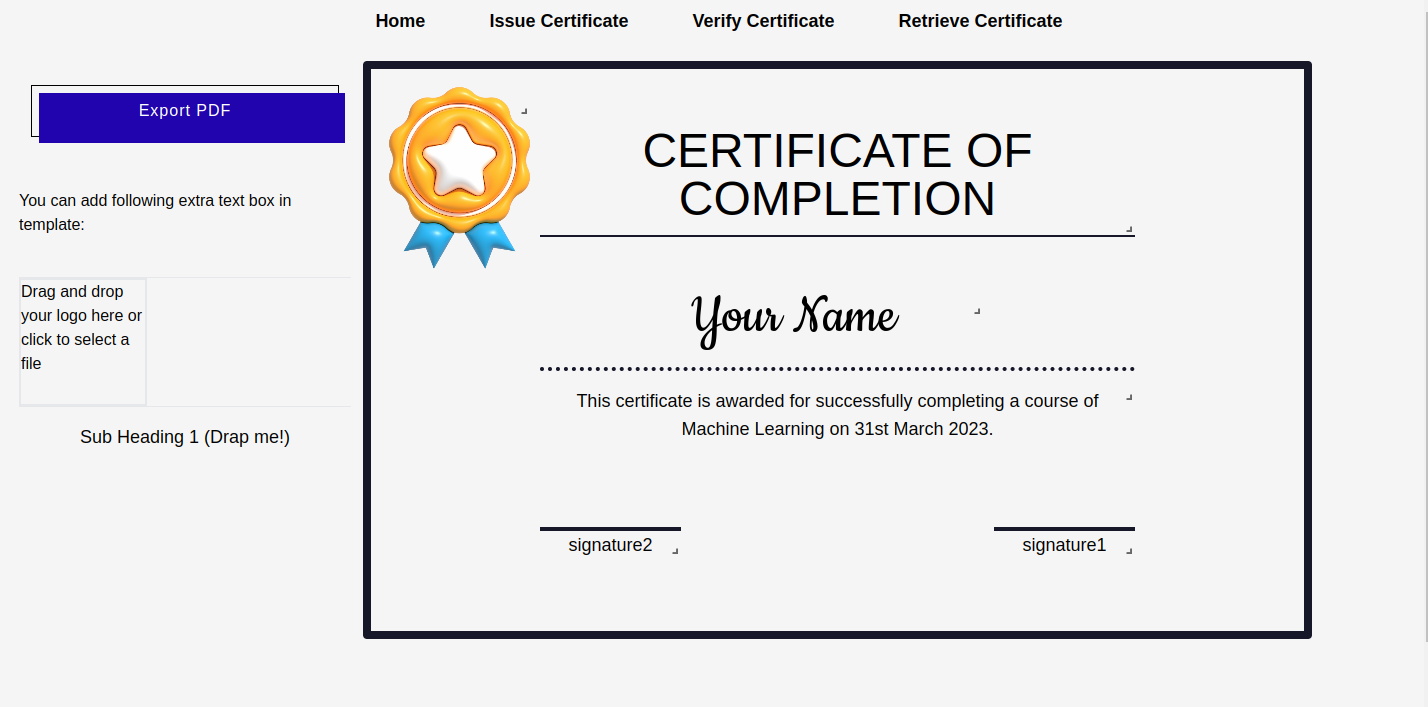 Home Issue Certificate Verify Certificate Retrieve Certificate
Export PDF
You can add following extra text box in
template:
Drag and drop
your logo here or
click to select a
file
Sub Heading 1 (Drap me!)
CERTIFICATE OF
COMPLETION
Your Name
This certificate is awarded for successfully completing a course of
Machine Learning on 31st March 2023.
signature2 signature1